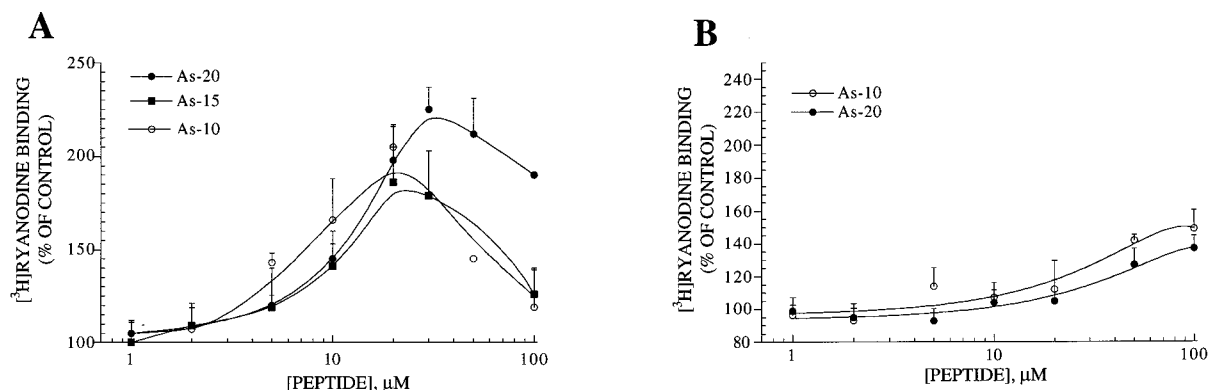 A
[³H]RYANODINE BINDING
(% OF CONTROL)
250
200
150
100
As-20
As-15
As-10
1
10
100
[PEPTIDE], μM
B
[³H]RYANODINE BINDING
(% OF CONTROL)
240
220
200
180
160
140
120
100
80
As-10
As-20
1
10
100
[PEPTIDE], μM